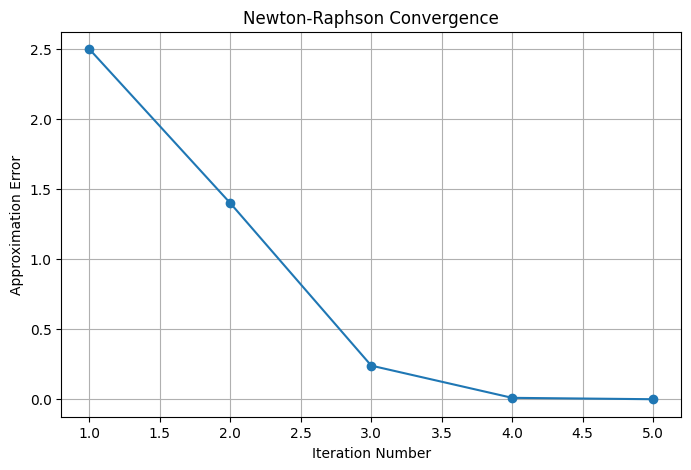 Newton-Raphson Convergence
2.5
2.0
1.5
1.0
0.5
0.0
Approximation Error
1.0 1.5 2.0 2.5 3.0 3.5 4.0 4.5 5.0
Iteration Number